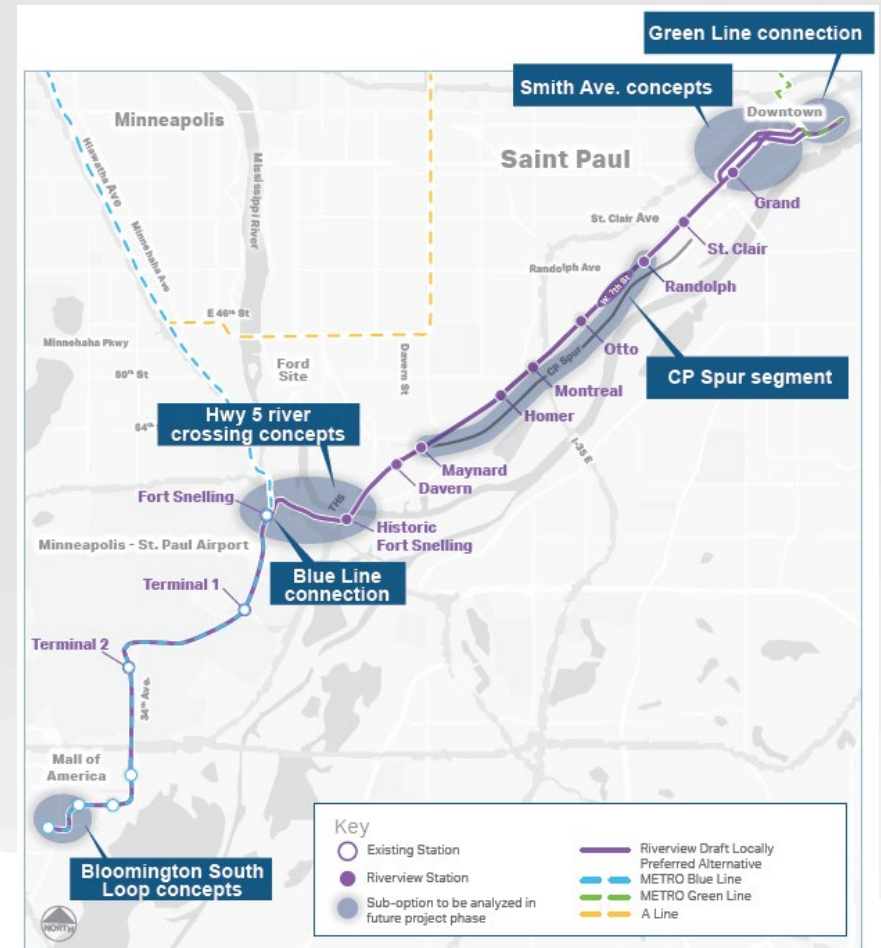 Green Line connection
Smith Ave. concepts
Downtown
Minneapolis
Saint Paul
Hiawatha Ave
Mississippi River
Grand
Minnehaha Ave
St. Clair Ave
St. Clair
Randolph Ave
Randolph
W. 7th St
E 46th St
Minnehaha Pkwy
Otto
50th St
Ford
Site
Davern St
CP Spur
Montreal
CP Spur segment
Homer
Hwy 5 river
crossing concepts
54th
I-35 E
Maynard
Davern
Fort Snelling
TH5
Historic
Fort Snelling
Minneapolis - St. Paul Airport
Blue Line
connection
Terminal 1
Terminal 2
34th Ave.
Mall of
America
Bloomington South
Loop concepts
NORTH
Key
Existing Station
Riverview Station
Sub-option to be analyzed in
future project phase
Riverview Draft Locally
Preferred Alternative
METRO Blue Line
METRO Green Line
A Line